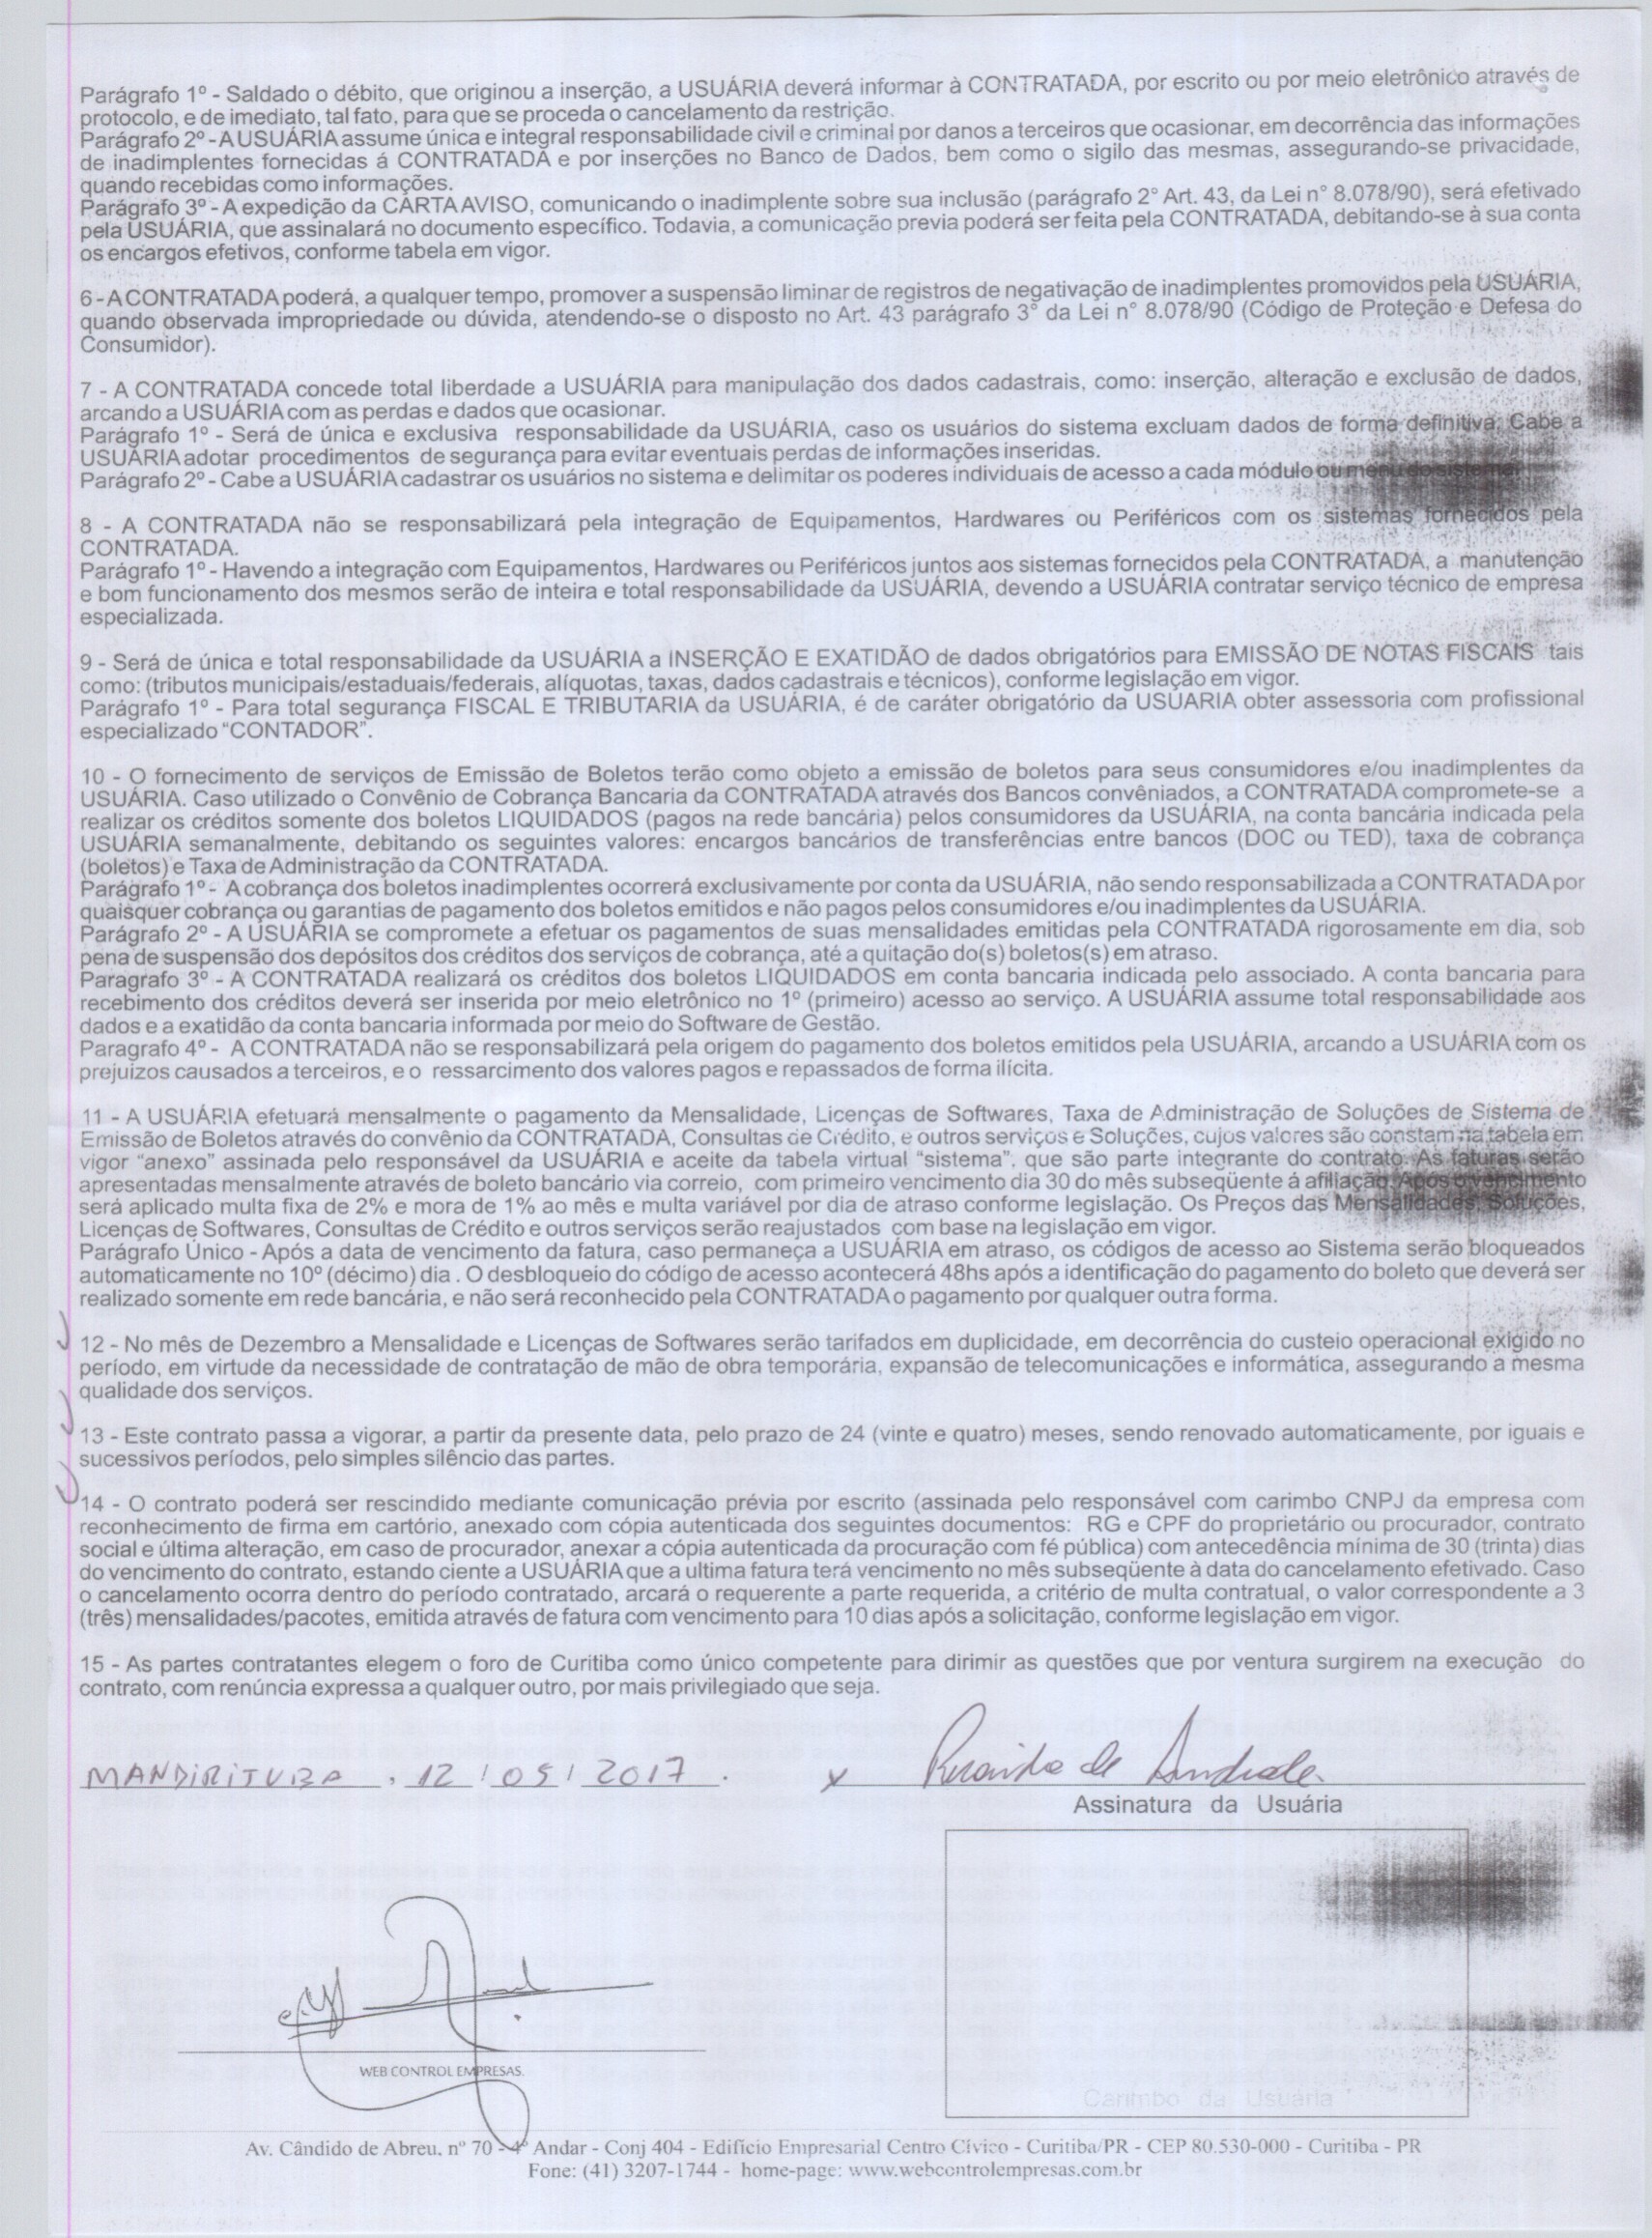 Parágrafo 1º - Saldado o débito, que originou a inserção, a USUÁRIA deverá informar à CONTRATADA, por escrito ou por meio eletrônico através de
protocolo, e de imediato, tal fato, para que se proceda o cancelamento da restrição.
Parágrafo 2º - A USUÁRIA assume única e integral responsabilidade civil e criminal por danos a terceiros que ocasionar, em decorrência das informações
de inadimplentes fornecidas á CONTRATADA e por inserções no Banco de Dados, bem como o sigilo das mesmas, assegurando-se privacidade,
quando recebidas como informações.
Parágrafo 3º - A expedição da CARTA AVISO, comunicando o inadimplente sobre sua inclusão (parágrafo 2° Art. 43, da Lei n° 8.078/90), será efetivado
pela USUÁRIA, que assinalará no documento específico. Todavia, a comunicação previa poderá ser feita pela CONTRATADA, debitando-se à sua conta
os encargos efetivos, conforme tabela em vigor.
6 - A CONTRATADA poderá, a qualquer tempo, promover a suspensão liminar de registros de negativação de inadimplentes promovidos pela USUÁRIA,
quando observada impropriedade ou dúvida, atendendo-se o disposto no Art. 43 parágrafo 3° da Lei n° 8.078/90 (Código de Proteção e Defesa do
Consumidor).
7 - A CONTRATADA concede total liberdade a USUÁRIA para manipulação dos dados cadastrais, como: inserção, alteração e exclusão de dados,
arcando a USUÁRIA com as perdas e dados que ocasionar.
Parágrafo 1º - Será de única e exclusiva responsabilidade da USUÁRIA, caso os usuários do sistema excluam dados de forma definitiva. Cabe a
USUÁRIA adotar procedimentos de segurança para evitar eventuais perdas de informações inseridas.
Parágrafo 2º - Cabe a USUÁRIA cadastrar os usuários no sistema e delimitar os poderes individuais de acesso a cada módulo ou menu do sistema.
8 - A CONTRATADA não se responsabilizará pela integração de Equipamentos, Hardwares ou Periféricos com os sistemas fornecidos pela
CONTRATADA.
Parágrafo 1º - Havendo a integração com Equipamentos, Hardwares ou Periféricos juntos aos sistemas fornecidos pela CONTRATADA, a manutenção
e bom funcionamento dos mesmos serão de inteira e total responsabilidade da USUÁRIA, devendo a USUÁRIA contratar serviço técnico de empresa
especializada.
9 - Será de única e total responsabilidade da USUÁRIA a INSERÇÃO E EXATIDÃO de dados obrigatórios para EMISSÃO DE NOTAS FISCAIS tais
como: (tributos municipais/estaduais/federais, alíquotas, taxas, dados cadastrais e técnicos), conforme legislação em vigor.
Parágrafo 1º - Para total segurança FISCAL E TRIBUTARIA da USUÁRIA, é de caráter obrigatório da USUARIA obter assessoria com profissional
especializado "CONTADOR".
10 - O fornecimento de serviços de Emissão de Boletos terão como objeto a emissão de boletos para seus consumidores e/ou inadimplentes da
USUÁRIA. Caso utilizado o Convênio de Cobrança Bancaria da CONTRATADA através dos Bancos convêniados, a CONTRATADA compromete-se a
realizar os créditos somente dos boletos LIQUIDADOS (pagos na rede bancária) pelos consumidores da USUÁRIA, na conta bancária indicada pela
USUÁRIA semanalmente, debitando os seguintes valores: encargos bancários de transferências entre bancos (DOC ou TED), taxa de cobrança
(boletos) e Taxa de Administração da CONTRATADA.
Parágrafo 1º - A cobrança dos boletos inadimplentes ocorrerá exclusivamente por conta da USUÁRIA, não sendo responsabilizada a CONTRATADA por
quaisquer cobrança ou garantias de pagamento dos boletos emitidos e não pagos pelos consumidores e/ou inadimplentes da USUÁRIA.
Parágrafo 2º - A USUÁRIA se compromete a efetuar os pagamentos de suas mensalidades emitidas pela CONTRATADA rigorosamente em dia, sob
pena de suspensão dos depósitos dos créditos dos serviços de cobrança, até a quitação do(s) boletos(s) em atraso.
Paragrafo 3º - A CONTRATADA realizará os créditos dos boletos LIQUIDADOS em conta bancaria indicada pelo associado. A conta bancaria para
recebimento dos créditos deverá ser inserida por meio eletrônico no 1º (primeiro) acesso ao serviço. A USUÁRIA assume total responsabilidade aos
dados e a exatidão da conta bancaria informada por meio do Software de Gestão.
Paragrafo 4º - A CONTRATADA não se responsabilizará pela origem do pagamento dos boletos emitidos pela USUÁRIA, arcando a USUÁRIA com os
prejuizos causados a terceiros, e o ressarcimento dos valores pagos e repassados de forma ilícita.
11 - A USUÁRIA efetuará mensalmente o pagamento da Mensalidade, Licenças de Softwares, Taxa de Administração de Soluções de Sistema de
Emissão de Boletos através do convênio da CONTRATADA, Consultas de Crédito, e outros serviços e Soluções, cujos valores são constam na tabela em
vigor "anexo" assinada pelo responsável da USUÁRIA e aceite da tabela virtual "sistema", que são parte integrante do contrato. As faturas serão
apresentadas mensalmente através de boleto bancário via correio, com primeiro vencimento dia 30 do mês subseqüente á afiliação. Após o vencimento
será aplicado multa fixa de 2% e mora de 1% ao mês e multa variável por dia de atraso conforme legislação. Os Preços das Mensalidades, Soluções,
Licenças de Softwares, Consultas de Crédito e outros serviços serão reajustados com base na legislação em vigor.
Parágrafo Único - Após a data de vencimento da fatura, caso permaneça a USUÁRIA em atraso, os códigos de acesso ao Sistema serão bloqueados
automaticamente no 10º (décimo) dia . O desbloqueio do código de acesso acontecerá 48hs após a identificação do pagamento do boleto que deverá ser
realizado somente em rede bancária, e não será reconhecido pela CONTRATADA o pagamento por qualquer outra forma.
12 - No mês de Dezembro a Mensalidade e Licenças de Softwares serão tarifados em duplicidade, em decorrência do custeio operacional exigido no
período, em virtude da necessidade de contratação de mão de obra temporária, expansão de telecomunicações e informática, assegurando a mesma
qualidade dos serviços.
13 - Este contrato passa a vigorar, a partir da presente data, pelo prazo de 24 (vinte e quatro) meses, sendo renovado automaticamente, por iguais e
sucessivos períodos, pelo simples silêncio das partes.
14 - O contrato poderá ser rescindido mediante comunicação prévia por escrito (assinada pelo responsável com carimbo CNPJ da empresa com
reconhecimento de firma em cartório, anexado com cópia autenticada dos seguintes documentos: RG e CPF do proprietário ou procurador, contrato
social e última alteração, em caso de procurador, anexar a cópia autenticada da procuração com fé pública) com antecedência mínima de 30 (trinta) dias
do vencimento do contrato, estando ciente a USUÁRIA que a ultima fatura terá vencimento no mês subseqüente à data do cancelamento efetivado. Caso
o cancelamento ocorra dentro do período contratado, arcará o requerente a parte requerida, a critério de multa contratual, o valor correspondente a 3
(três) mensalidades/pacotes, emitida através de fatura com vencimento para 10 dias após a solicitação, conforme legislação em vigor.
15 - As partes contratantes elegem o foro de Curitiba como único competente para dirimir as questões que por ventura surgirem na execução do
contrato, com renúncia expressa a qualquer outro, por mais privilegiado que seja.
MANDIRITUBA , 12 / 05 / 2017 . x de Andrade
Assinatura da Usuária
WEB CONTROL EMPRESAS.
Carimbo da Usuária
Av. Cândido de Abreu, nº 70 - 4º Andar - Conj 404 - Edifício Empresarial Centro Cívico - Curitiba/PR - CEP 80.530-000 - Curitiba - PR
Fone: (41) 3207-1744 - home-page: www.webcontrolempresas.com.br